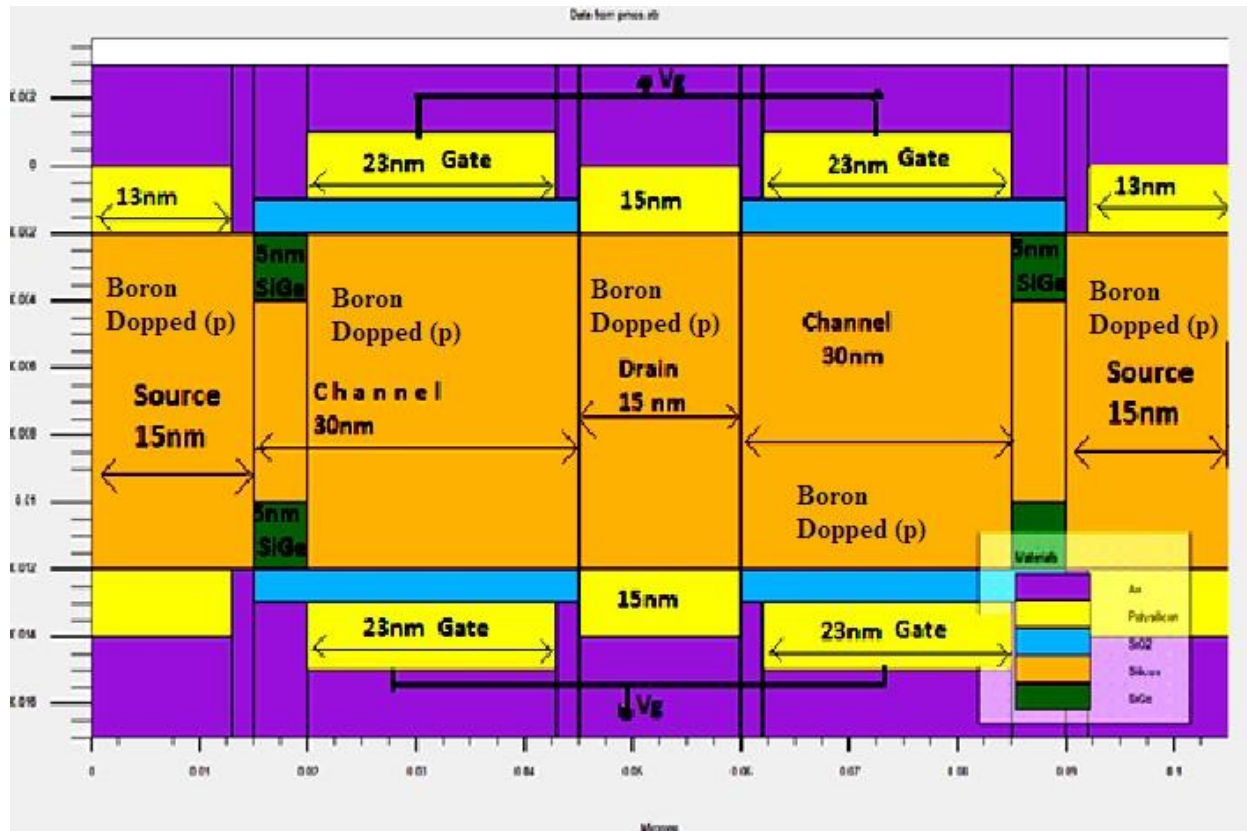 Data from pmos.str
Vg
23nm Gate
23nm Gate
13nm
15nm
13nm
5nm
SiGe
5nm
SiGe
Boron
Dopped (p)
Boron
Dopped (p)
Boron
Dopped (p)
Channel
30nm
Boron
Dopped (p)
Source
15nm
Channel
30nm
Drain
15 nm
Source
15nm
Boron
Dopped (p)
5nm
SiGe
15nm
23nm Gate
23nm Gate
Vg
Materials
Air
Polysilicon
SiO2
Silicon
SiGe
0
0.01
0.02
0.03
0.04
0.05
0.06
0.07
0.08
0.09
0.1
Microns